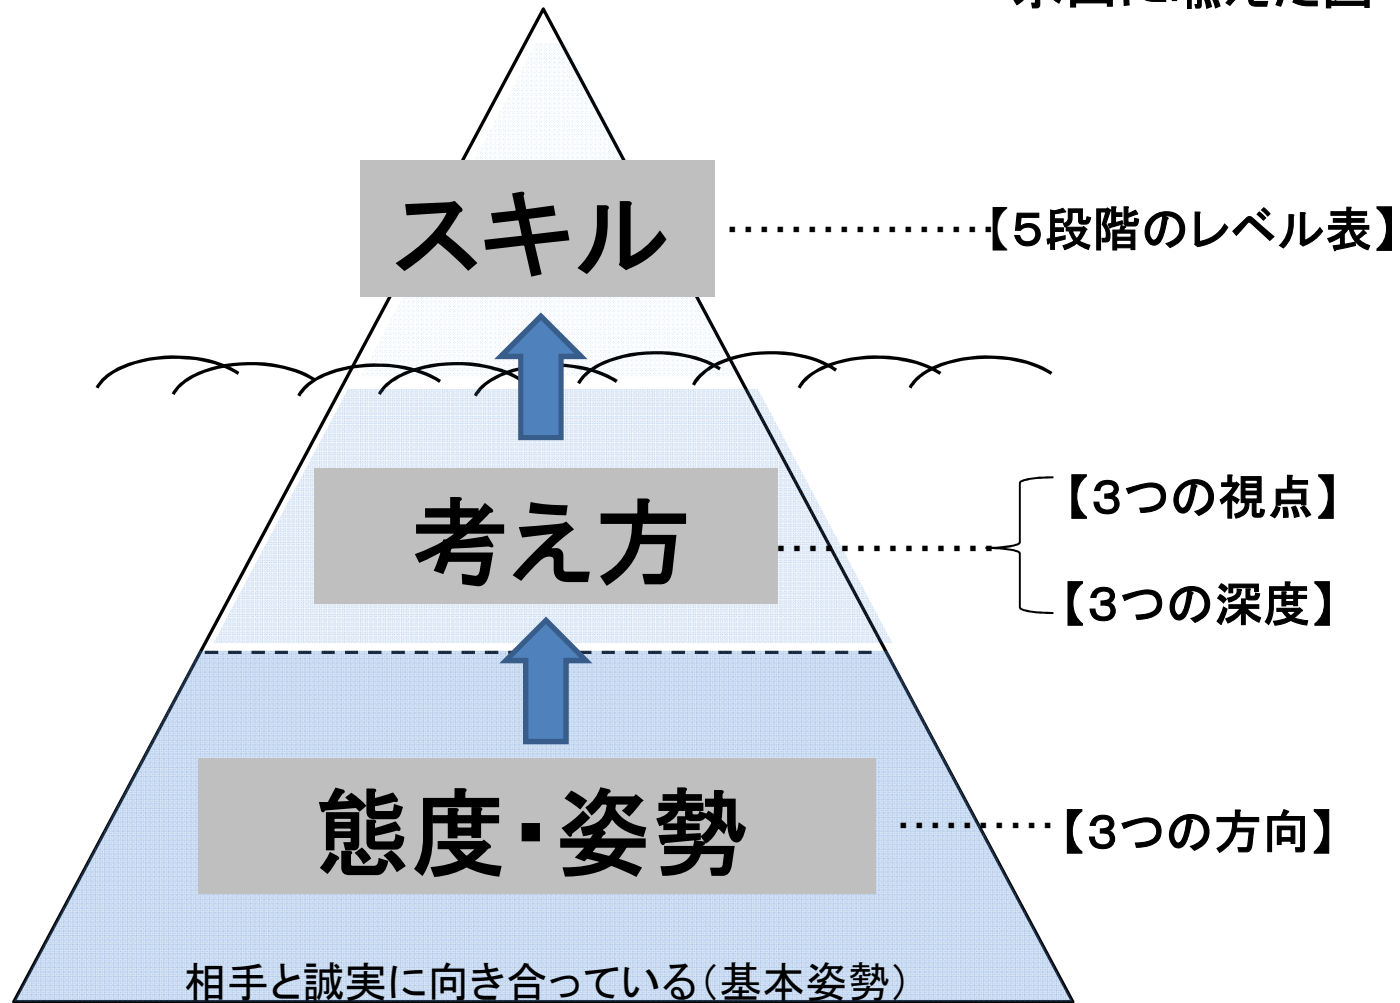 スキル
【5段階のレベル表】
考え方
【3つの視点】
【3つの深度】
態度・姿勢
【3つの方向】
相手と誠実に向き合っている(基本姿勢)